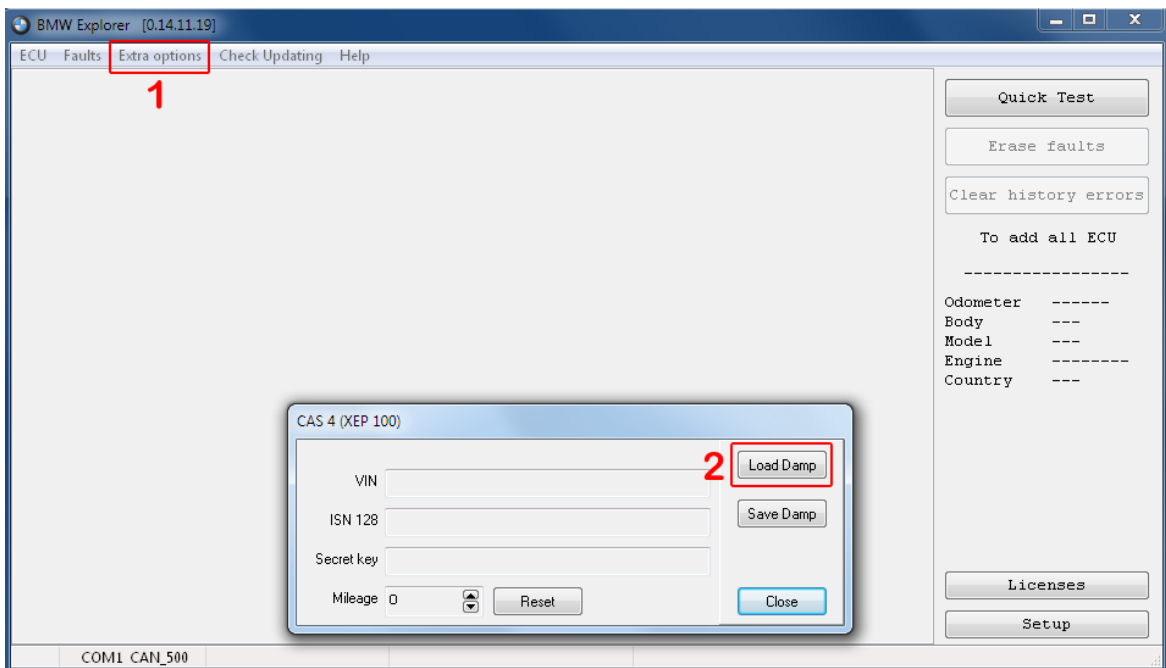 BMW Explorer [0.14.11.19]
ECU Faults Extra options Check Updating Help
1
Quick Test
Erase faults
Clear history errors
To add all ECU
-----------------
Odometer ------
Body ---
Model ---
Engine --------
Country ---
CAS 4 (XEP 100)
2
Load Damp
VIN
Save Damp
ISN 128
Secret key
Mileage 0
Reset
Close
Licenses
Setup
COM1 CAN_500